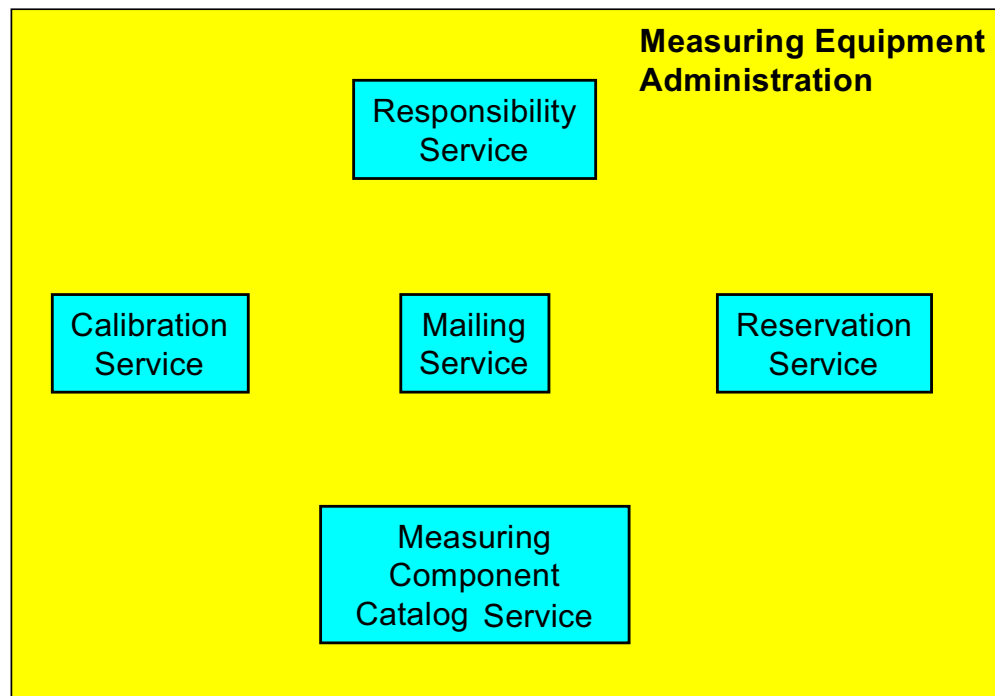 Measuring Equipment
Administration
Responsibility
Service
Calibration
Service
Mailing
Service
Reservation
Service
Measuring
Component
Catalog Service